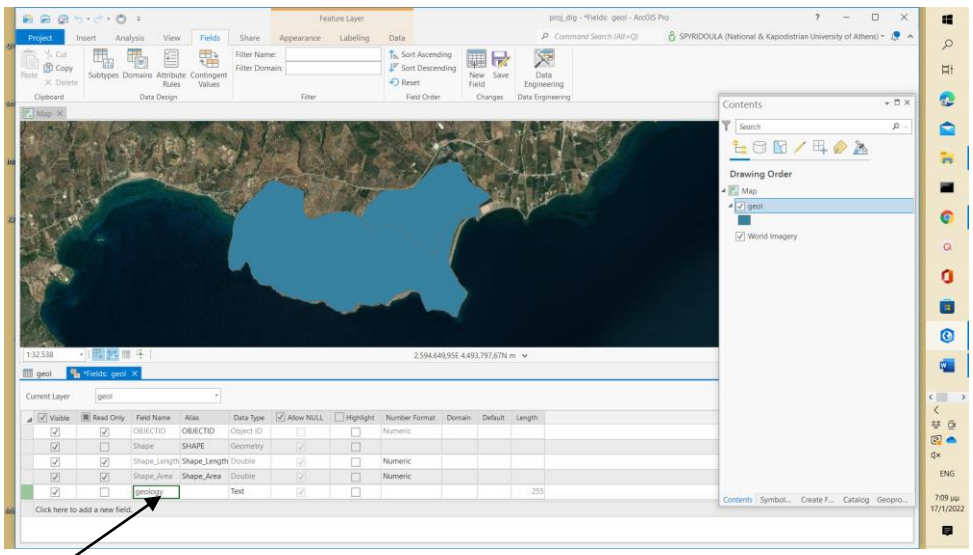 Feature Layer
proj_dig - *Fields: geol - ArcGIS Pro
Project Insert Analysis View Fields Share Appearance Labeling Data
Command Search (Alt+Q)
SPYRIDOULA (National & Kapodistrian University of Athens)
Paste
Cut
Copy
Delete
Subtypes Domains Attribute Rules Contingent Values
Filter Name:
Filter Domain:
Sort Ascending
Sort Descending
Reset
New Field
Save
Data Engineering
Clipboard Data Design Filter Field Order Changes Data Engineering
Map
Contents
Search
Drawing Order
Map
geol
World Imagery
1:32.538
2.594.649,95E 4.493.797,67N m
geol *Fields: geol
Current Layer geol
Visible Read Only Field Name Alias Data Type Allow NULL Highlight Number Format Domain Default Length
OBJECTID OBJECTID Object ID Numeric
Shape SHAPE Geometry
Shape_Length Shape_Length Double Numeric
Shape_Area Shape_Area Double Numeric
geology Text 255
Click here to add a new field.
Contents Symbol... Create F... Catalog Geopro...
ENG
7:09 μμ
17/1/2022